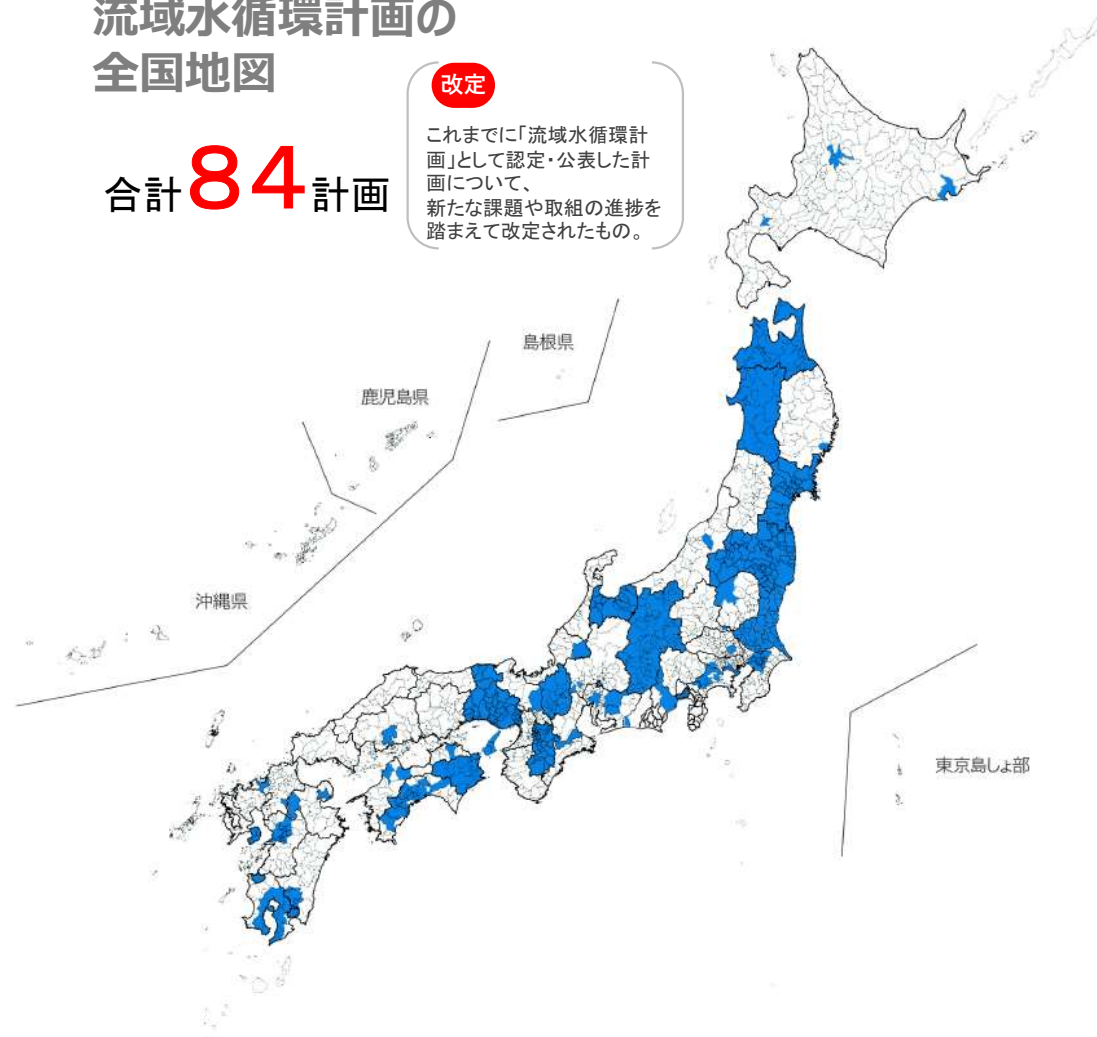 流域水循環計画の
全国地図
合計84計画
改定
これまでに「流域水循環計
画」として認定・公表した計
画について、
新たな課題や取組の進捗を
踏まえて改定されたもの。
島根県
鹿児島県
沖縄県
東京島しょ部